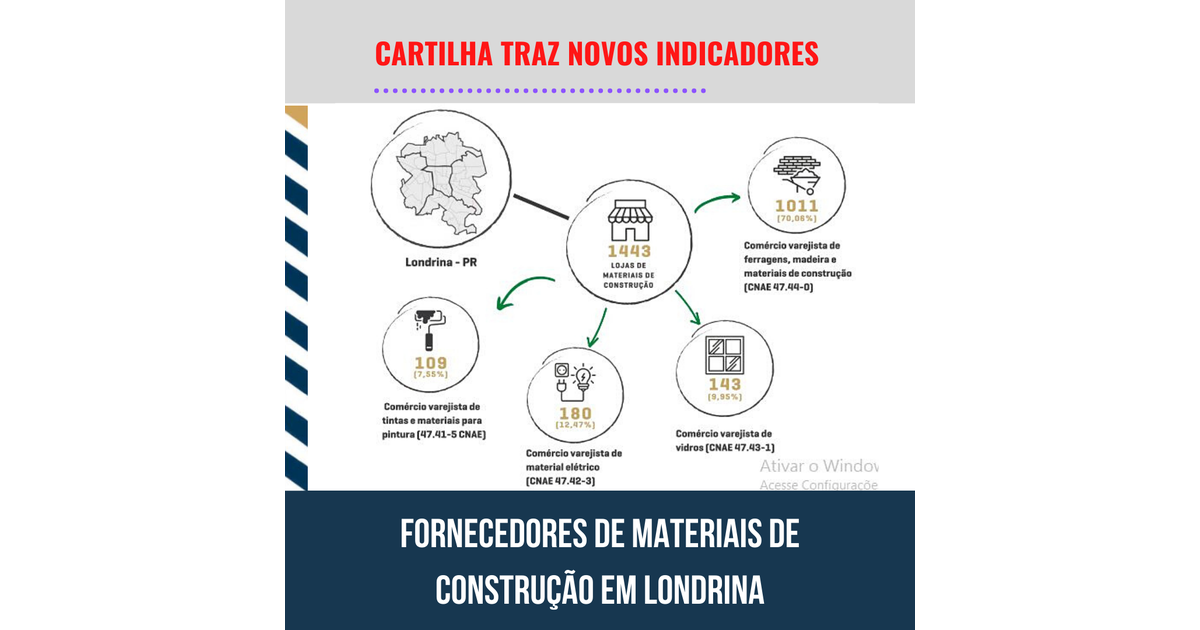 CARTILHA TRAZ NOVOS INDICADORES
Londrina - PR
1443
LOJAS DE
MATERIAIS DE
CONSTRUÇÃO
1011
(70,06%)
Comércio varejista de
ferragens, madeira e
materiais de construção
(CNAE 47.44-0)
109
(7,55%)
Comércio varejista de
tintas e materiais para
pintura (47.41-5 CNAE)
180
(12,47%)
Comércio varejista de
material elétrico
(CNAE 47.42-3)
143
(9,95%)
Comércio varejista de
vidros (CNAE 47.43-1)
Ativar o Window
Acesse Configuraçõe
FORNECEDORES DE MATERIAIS DE
CONSTRUÇÃO EM LONDRINA